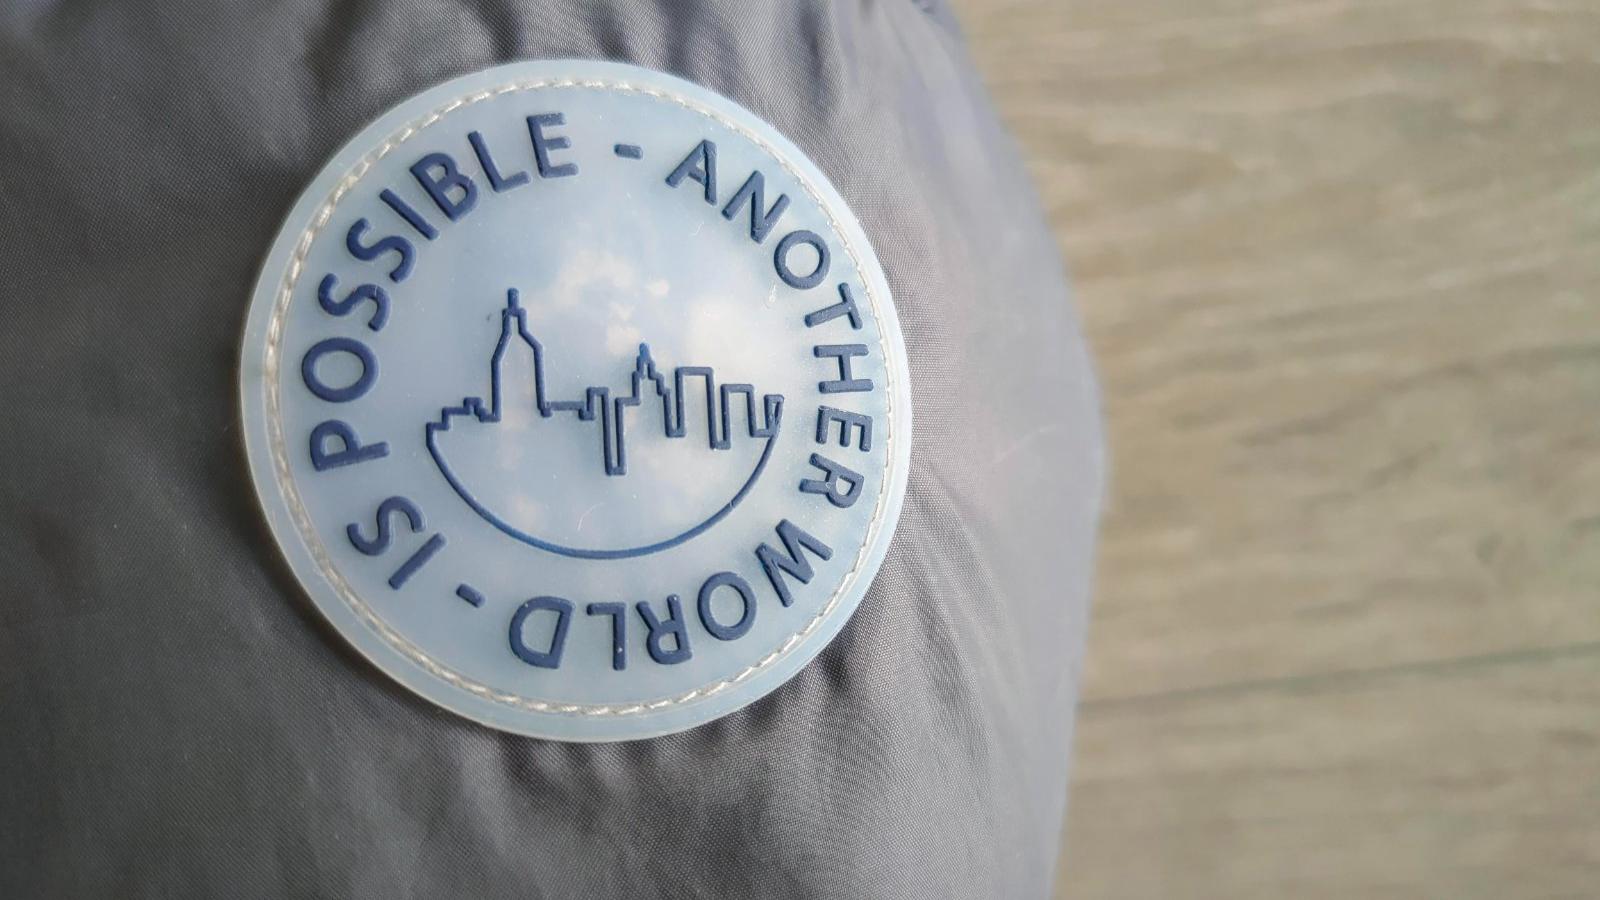 ANOTHER WORLD - IS POSSIBLE -